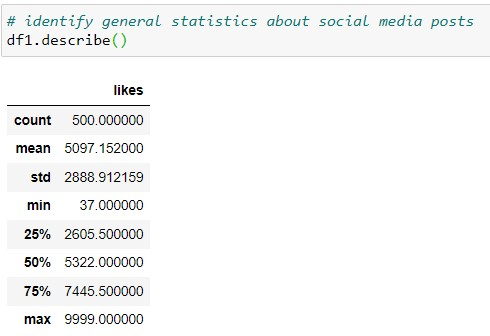 # identify general statistics about social media posts
df1.describe()
likes
count 500.000000
mean 5097.152000
std 2888.912159
min 37.000000
25% 2605.500000
50% 5322.000000
75% 7445.500000
max 9999.000000